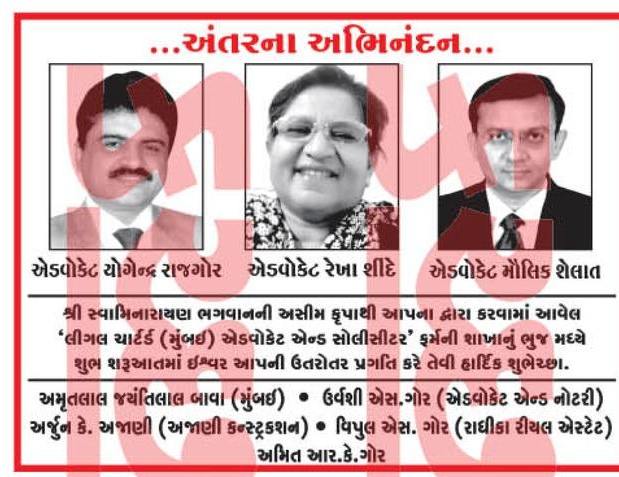 ...અંતરના અભિનંદન...
એડવોકેટ યોગેન્દ્ર રાજગોર એડવોકેટ રેખા શીંદે એડવોકેટ મૌલિક શેલાત
શ્રી સ્વામિનારાયણ ભગવાનની અસીમ કૃપાથી આપના દ્વારા કરવામાં આવેલ
‘લીગલ ચાર્ટર્ડ (મુંબઈ) એડવોકેટ એન્ડ સોલીસીટર’ ફર્મની શાખાનું ભુજ મધ્યે
શુભ શરૂઆતમાં ઈશ્વર આપની ઉતરોતર પ્રગતિ કરે તેવી હાર્દિક શુભેચ્છા.
અમૃતલાલ જયંતિલાલ બાવા (મુંબઈ) • ઉર્વશી એસ.ગોર (એડવોકેટ એન્ડ નોટરી)
અર્જુન કે. અજાણી (અજાણી કન્સ્ટ્રકશન) • વિપુલ એસ. ગોર (રાધીકા રીયલ એસ્ટેટ)
અમિત આર.કે.ગોર